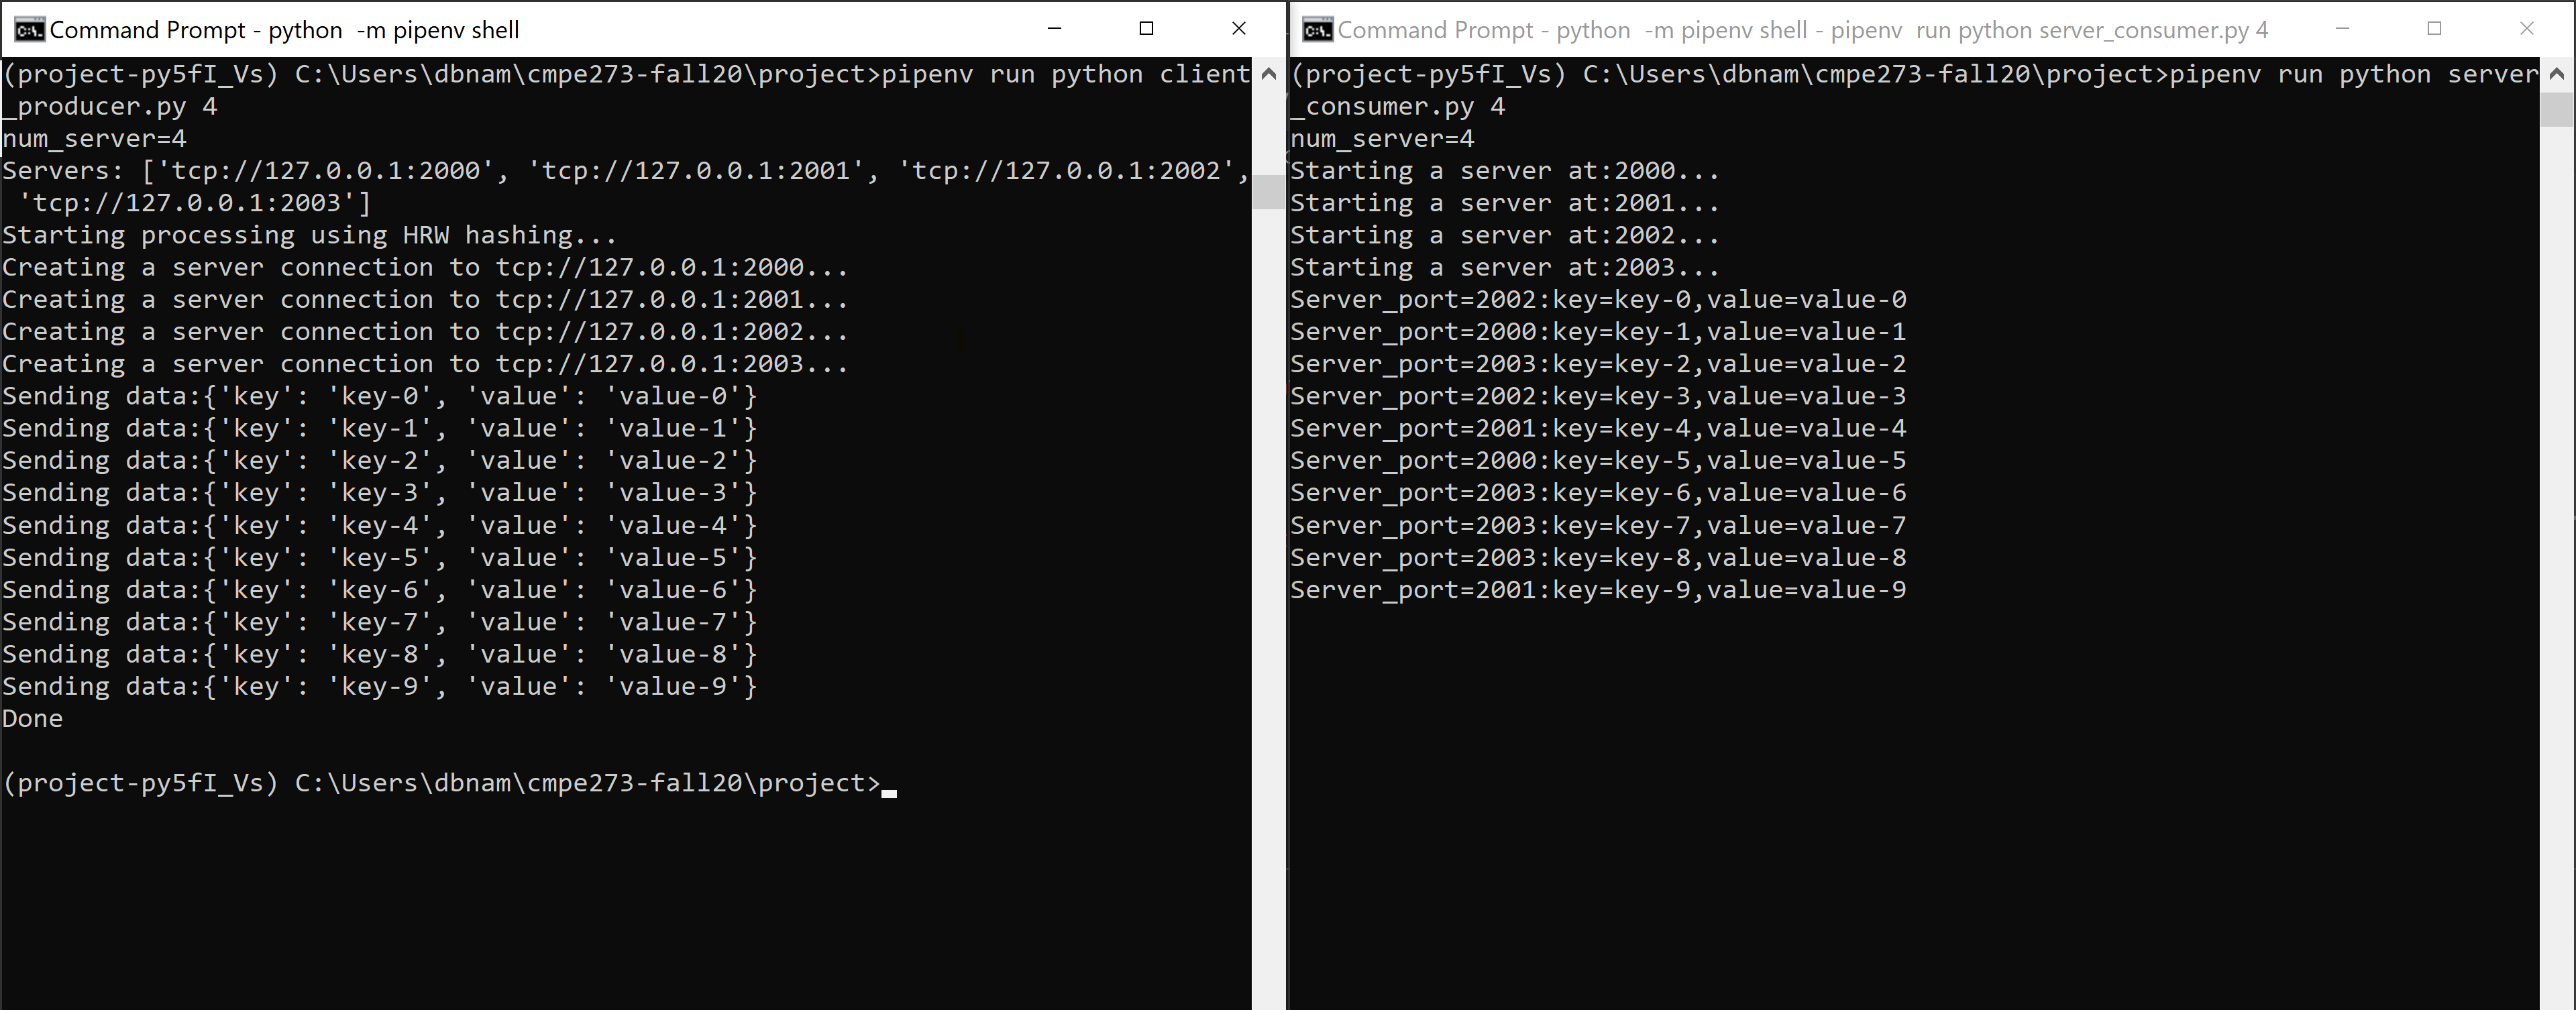 Command Prompt - python  -m pipenv shell
(project-py5fI_Vs) C:\Users\dbnam\cmpe273-fall20\project>pipenv run python client
_producer.py 4
num_server=4
Servers: ['tcp://127.0.0.1:2000', 'tcp://127.0.0.1:2001', 'tcp://127.0.0.1:2002',
 'tcp://127.0.0.1:2003']
Starting processing using HRW hashing...
Creating a server connection to tcp://127.0.0.1:2000...
Creating a server connection to tcp://127.0.0.1:2001...
Creating a server connection to tcp://127.0.0.1:2002...
Creating a server connection to tcp://127.0.0.1:2003...
Sending data:{'key': 'key-0', 'value': 'value-0'}
Sending data:{'key': 'key-1', 'value': 'value-1'}
Sending data:{'key': 'key-2', 'value': 'value-2'}
Sending data:{'key': 'key-3', 'value': 'value-3'}
Sending data:{'key': 'key-4', 'value': 'value-4'}
Sending data:{'key': 'key-5', 'value': 'value-5'}
Sending data:{'key': 'key-6', 'value': 'value-6'}
Sending data:{'key': 'key-7', 'value': 'value-7'}
Sending data:{'key': 'key-8', 'value': 'value-8'}
Sending data:{'key': 'key-9', 'value': 'value-9'}
Done
(project-py5fI_Vs) C:\Users\dbnam\cmpe273-fall20\project>
Command Prompt - python  -m pipenv shell - pipenv  run python server_consumer.py 4
(project-py5fI_Vs) C:\Users\dbnam\cmpe273-fall20\project>pipenv run python server
_consumer.py 4
num_server=4
Starting a server at:2000...
Starting a server at:2001...
Starting a server at:2002...
Starting a server at:2003...
Server_port=2002:key=key-0,value=value-0
Server_port=2000:key=key-1,value=value-1
Server_port=2003:key=key-2,value=value-2
Server_port=2002:key=key-3,value=value-3
Server_port=2001:key=key-4,value=value-4
Server_port=2000:key=key-5,value=value-5
Server_port=2003:key=key-6,value=value-6
Server_port=2003:key=key-7,value=value-7
Server_port=2003:key=key-8,value=value-8
Server_port=2001:key=key-9,value=value-9